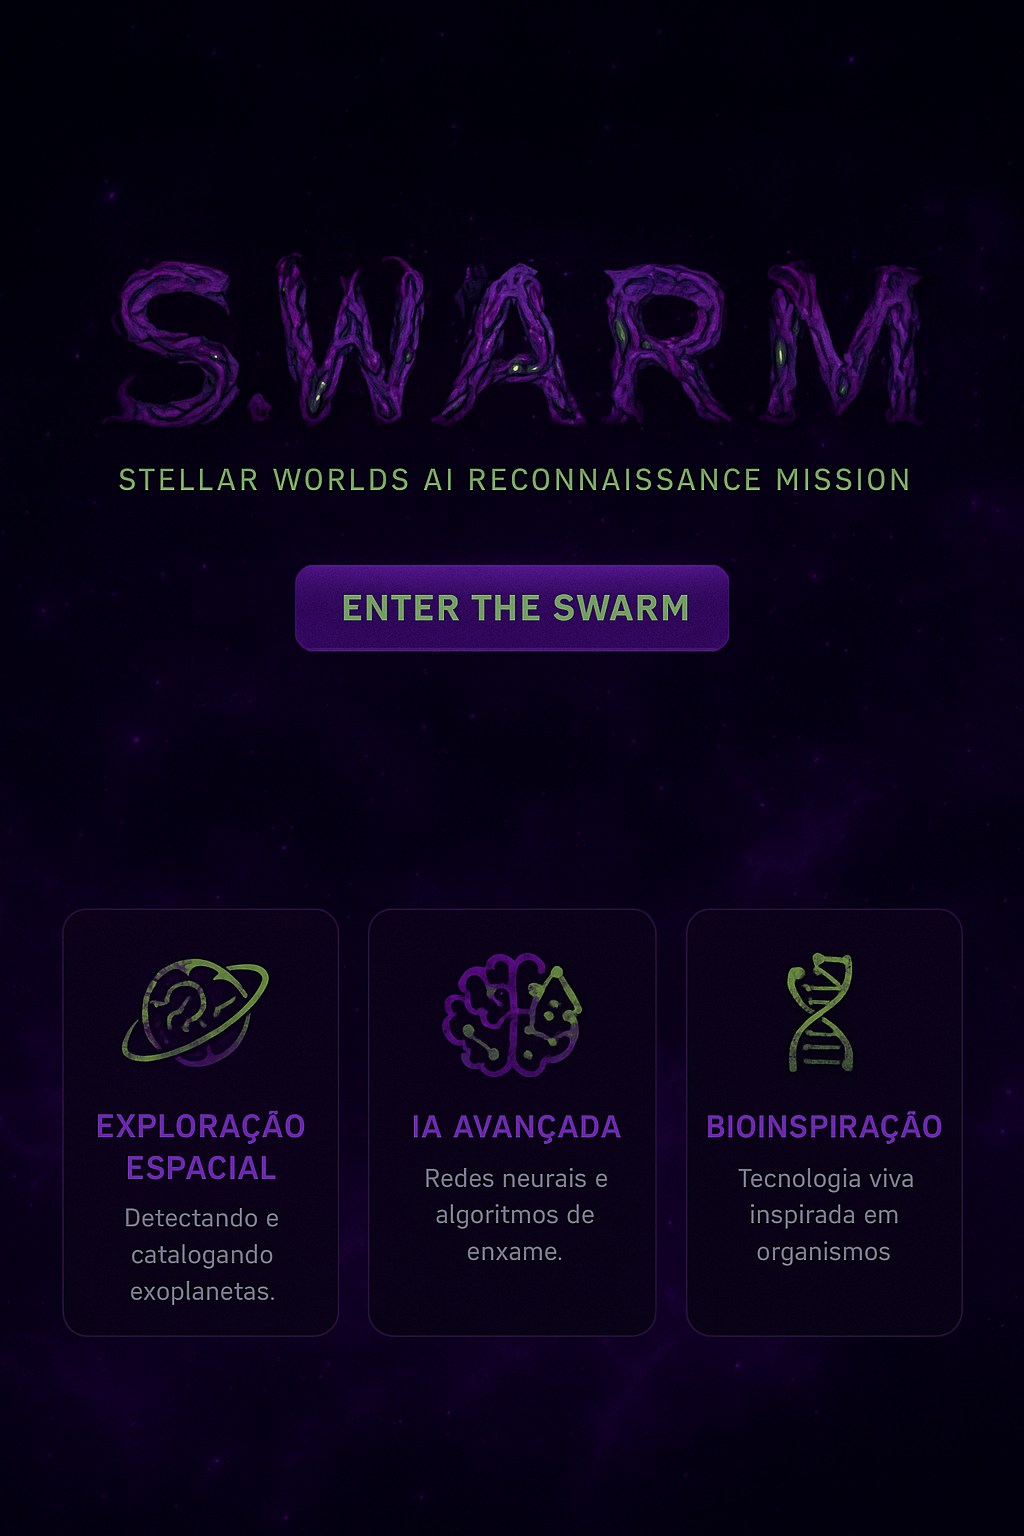 S.WARM
STELLAR WORLDS AI RECONNAISSANCE MISSION
ENTER THE SWARM
EXPLORAÇÃO
ESPACIAL
Detectando e
catalogando
exoplanetas.
IA AVANÇADA
Redes neurais e
algoritmos de
enxame.
BIOINSPIRAÇÃO
Tecnologia viva
inspirada em
organismos